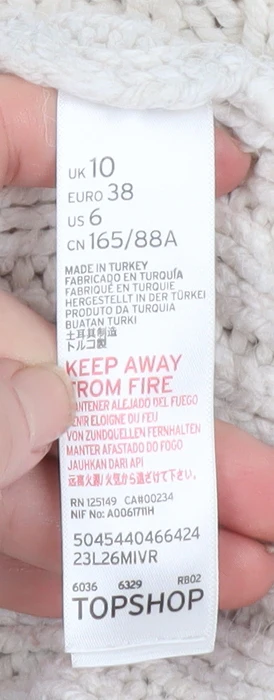 UK 10
EURO 38
US 6
CN 165/88A
MADE IN TURKEY
FABRICADO EN TURQUÍA
FABRIQUÉ EN TURQUIE
HERGESTELLT IN DER TÜRKEI
PRODUTO DA TURQUIA
BUATAN TURKI
土耳其制造
トルコ製
KEEP AWAY
FROM FIRE
MANTENER ALEJADO DEL FUEGO
TENIR ELOIGNE DU FEU
VON ZUNDQUELLEN FERNHALTEN
MANTER AFASTADO DO FOGO
JAUHKAN DARI API
远离火源/火気から遠ざけて下さい。
RN 125149 CA#00234
NIF No: A0061711H
5045440466424
23L26MIVR
6036 6329 RB02
TOPSHOP